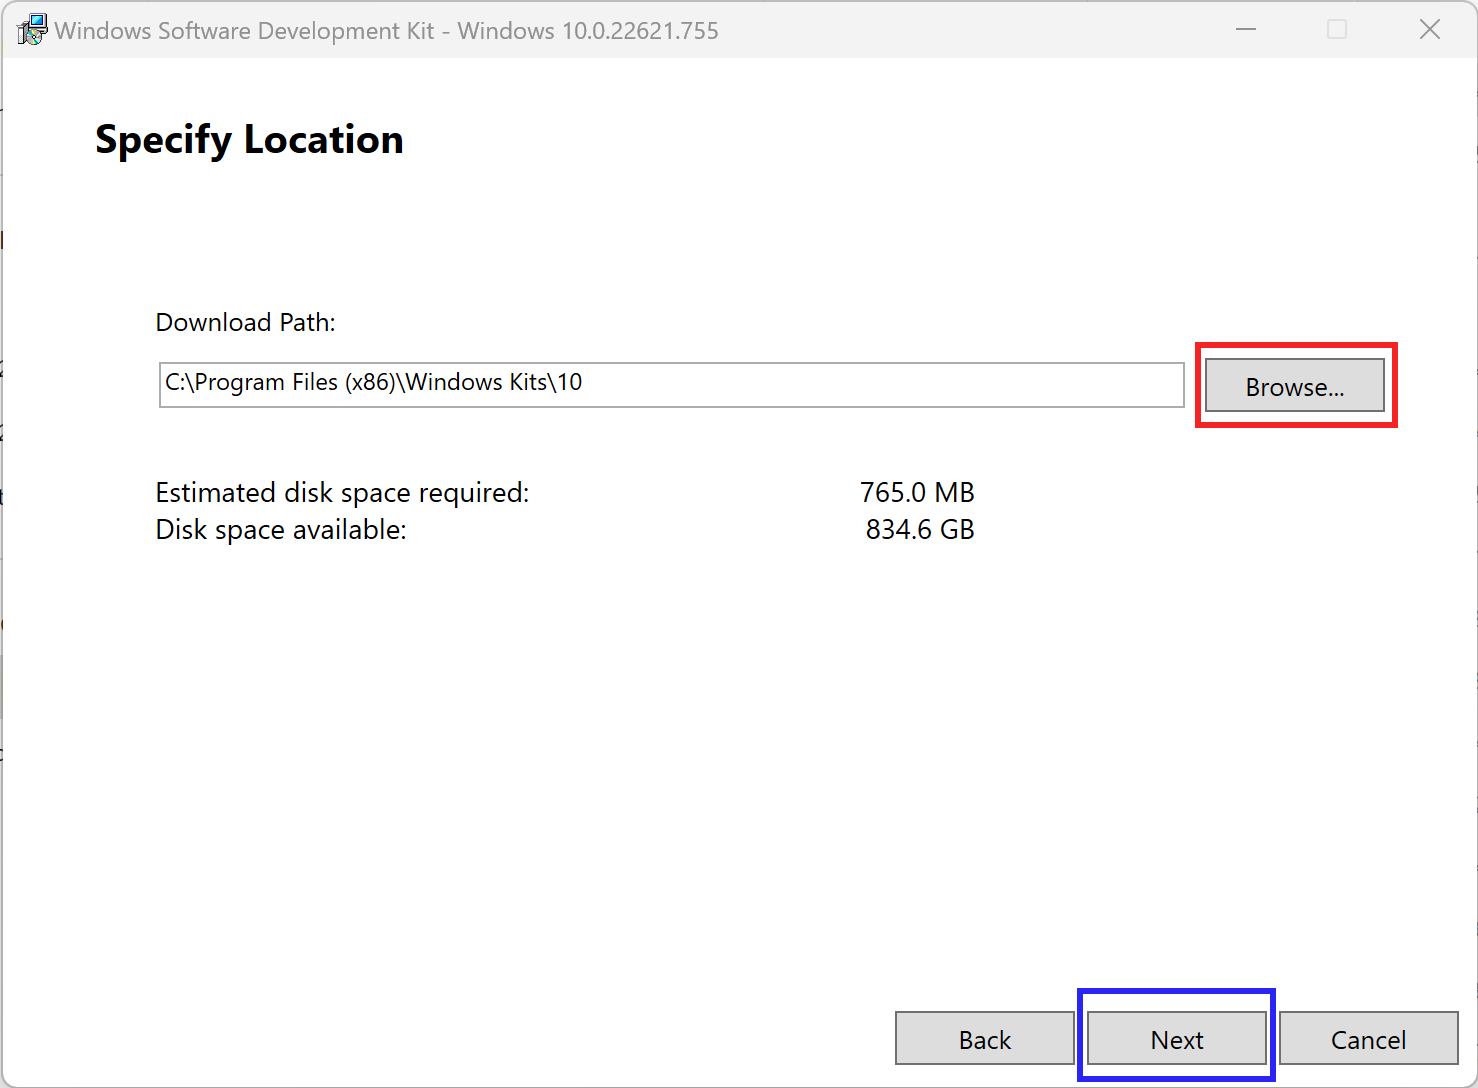 Windows Software Development Kit - Windows 10.0.22621.755
Specify Location
Download Path:
C:\Program Files (x86)\Windows Kits\10
Browse...
Estimated disk space required: 765.0 MB
Disk space available: 834.6 GB
Back Next Cancel